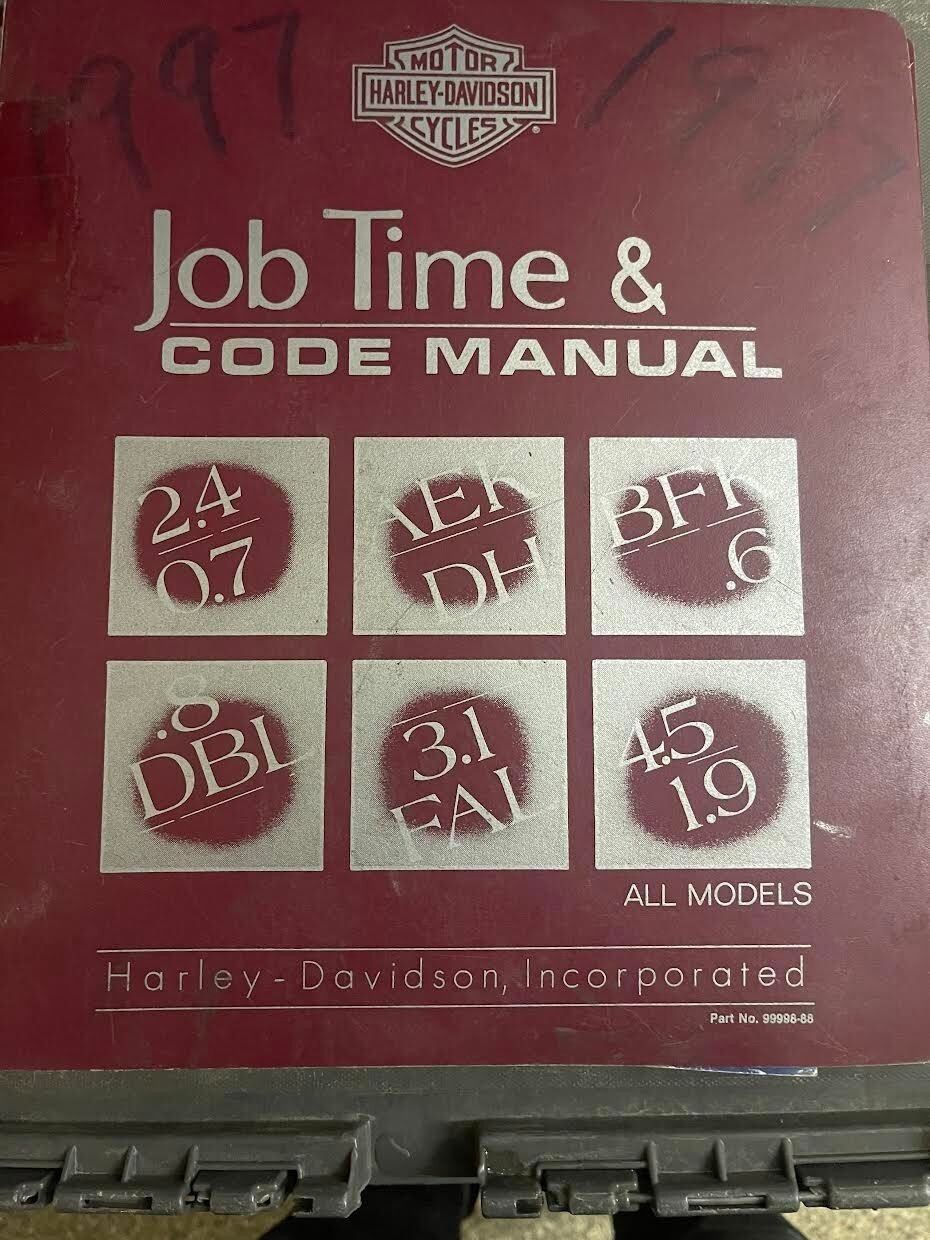 1997
MOTOR
HARLEY-DAVIDSON
CYCLES
®
Job Time &
CODE MANUAL
2.4
0.7
AEK
DH
BFK
.6
.8
DBL
3.1
FAL
4.5
1.9
ALL MODELS
Harley-Davidson, Incorporated
Part No. 99998-88